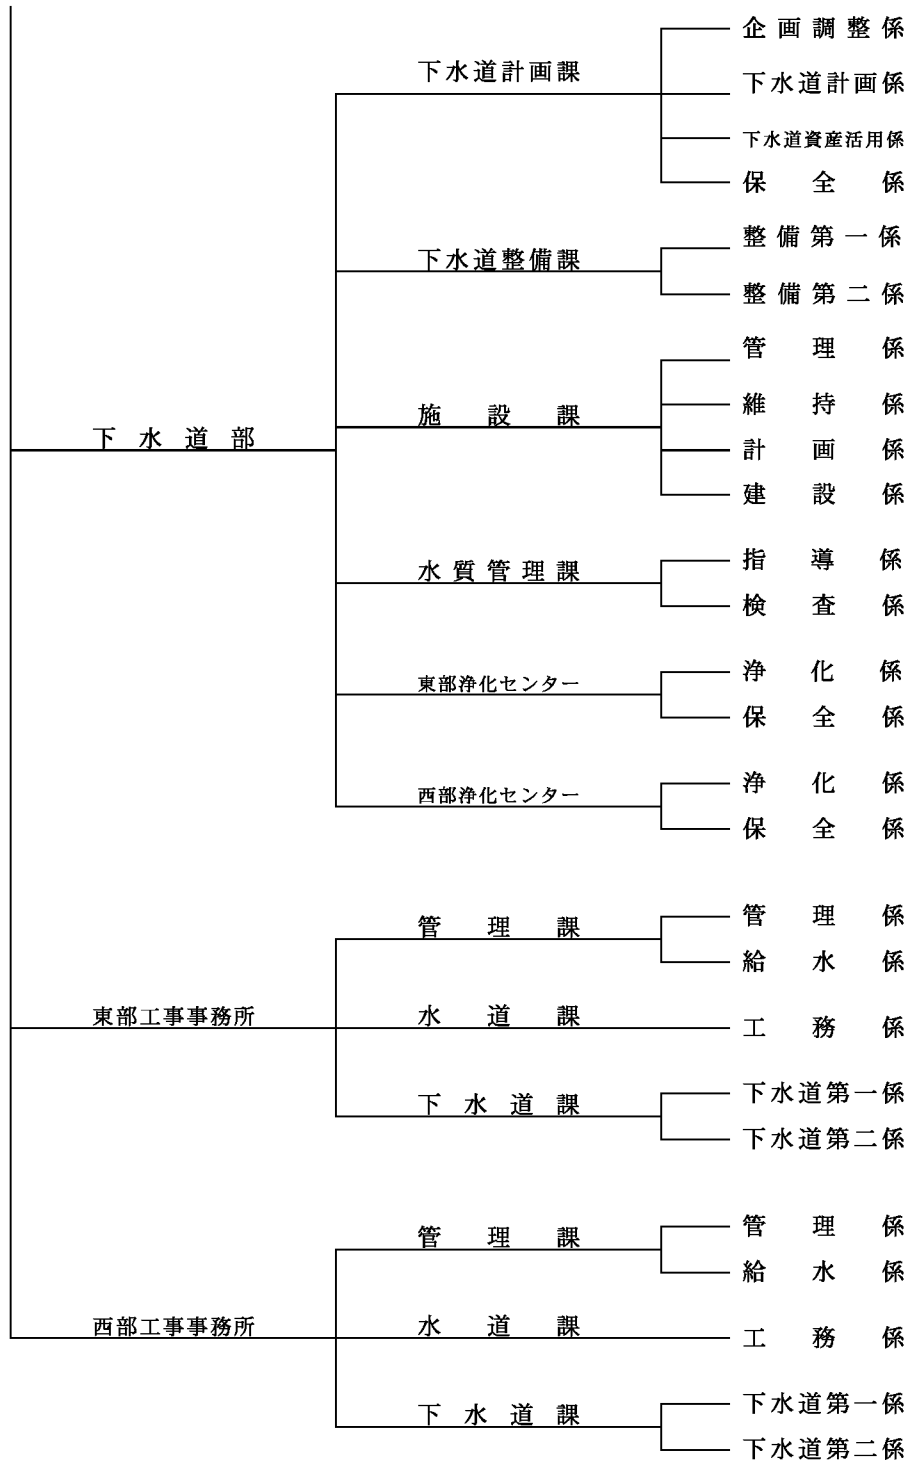 企画調整係
下水道計画課
下水道計画係
下水道資産活用係
保全係
整備第一係
下水道整備課
整備第二係
管理係
維持係
施設課
下水道部
計画係
建設係
指導係
水質管理課
検査係
浄化係
東部浄化センター
保全係
浄化係
西部浄化センター
保全係
管理係
管理課
給水係
東部工事事務所
水道課
工務係
下水道第一係
下水道課
下水道第二係
管理係
管理課
給水係
西部工事事務所
水道課
工務係
下水道第一係
下水道課
下水道第二係